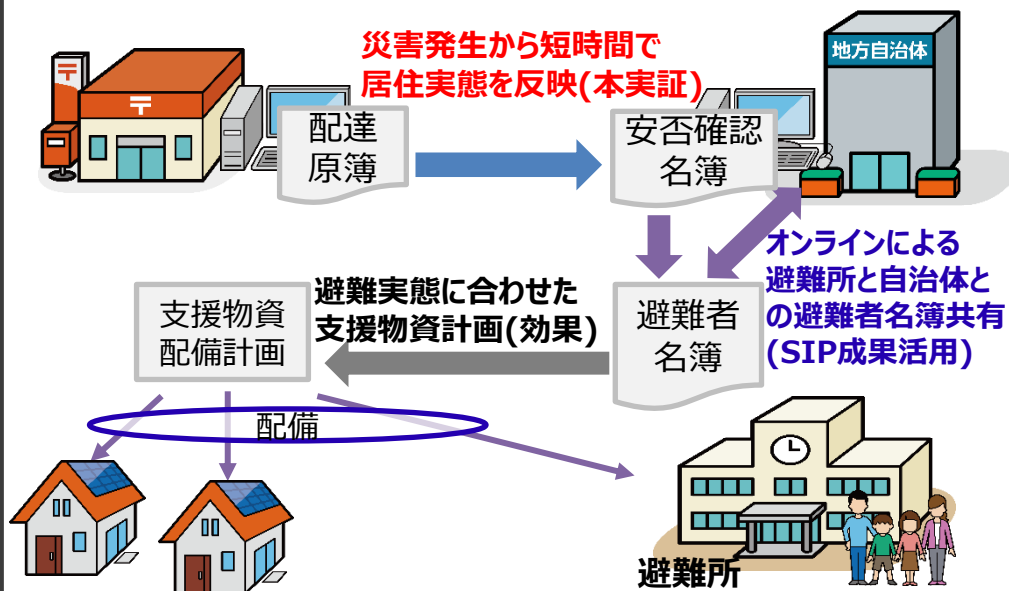 災害発生から短時間で
居住実態を反映(本実証)
地方自治体
〒
〒
配達
原簿
安否確認
名簿
オンラインによる
避難所と自治体と
の避難者名簿共有
(SIP成果活用)
避難実態に合わせた
支援物資計画(効果)
支援物資
配備計画
避難者
名簿
配備
避難所